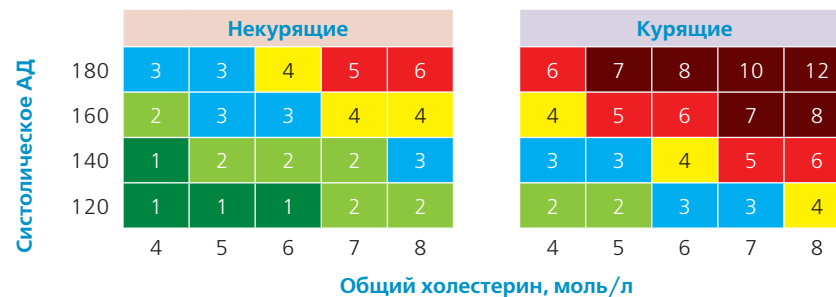 Некурящие Курящие
Систолическое АД
180 3 3 4 5 6 6 7 8 10 12
160 2 3 3 4 4 4 5 6 7 8
140 1 2 2 2 3 3 3 4 5 6
120 1 1 1 2 2 2 2 3 3 4
4 5 6 7 8 4 5 6 7 8
Общий холестерин, моль/л